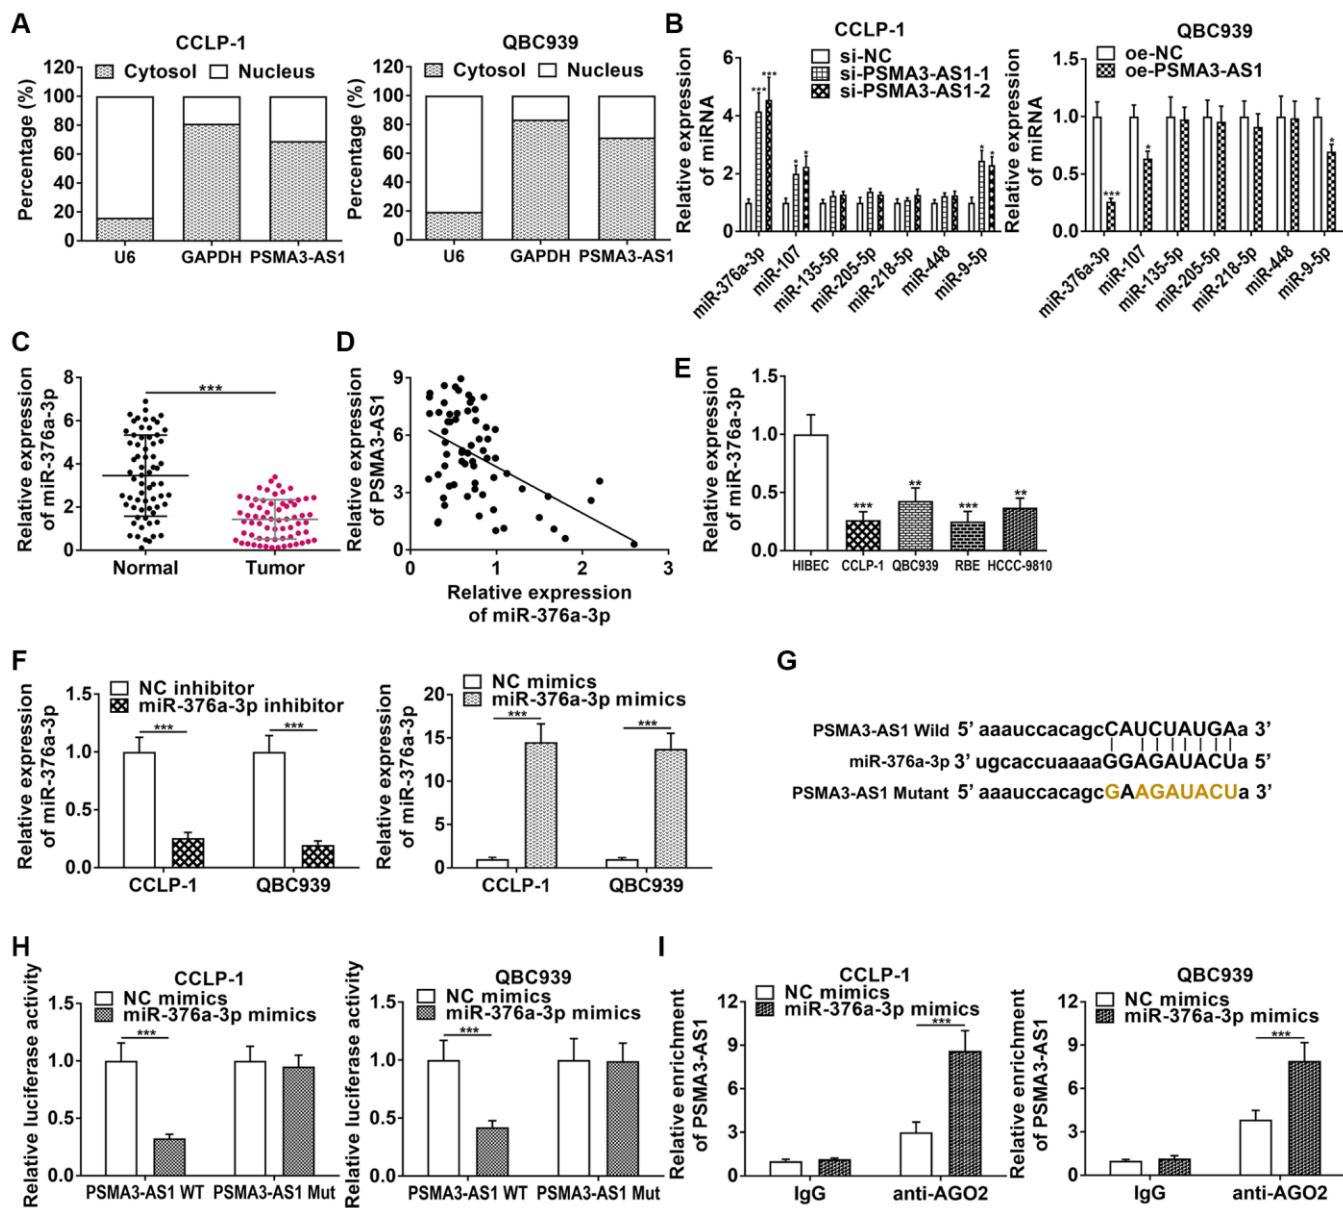 A
CCLP-1
Cytosol Nucleus
Percentage (%)
120
100
80
60
40
20
0
U6 GAPDH PSMA3-AS1
QBC939
Cytosol Nucleus
Percentage (%)
120
100
80
60
40
20
0
U6 GAPDH PSMA3-AS1
B
CCLP-1
si-NC
si-PSMA3-AS1-1
si-PSMA3-AS1-2
Relative expression
of miRNA
6
4
2
0
*** ***
* *
* *
miR-376a-3p miR-107 miR-135-5p miR-205-5p miR-218-5p miR-448 miR-9-5p
QBC939
oe-NC
oe-PSMA3-AS1
Relative expression
of miRNA
1.5
1.0
0.5
0.0
***
*
*
miR-376a-3p miR-107 miR-135-5p miR-205-5p miR-218-5p miR-448 miR-9-5p
C
Relative expression
of miR-376a-3p
8
6
4
2
0
***
Normal Tumor
D
Relative expression
of PSMA3-AS1
9
6
3
0
0 1 2 3
Relative expression
of miR-376a-3p
E
Relative expression
of miR-376a-3p
1.5
1.0
0.5
0.0
*** ** *** **
HIBEC CCLP-1 QBC939 RBE HCCC-9810
F
NC inhibitor
miR-376a-3p inhibitor
Relative expression
of miR-376a-3p
1.5
1.0
0.5
0.0
*** ***
CCLP-1 QBC939
NC mimics
miR-376a-3p mimics
Relative expression
of miR-376a-3p
20
15
10
5
0
*** ***
CCLP-1 QBC939
G
PSMA3-AS1 Wild 5’ aaauccacagcCAUCUAUGAa 3’
miR-376a-3p 3’ ugcaccuaaaaGGAGAUACUa 5’
PSMA3-AS1 Mutant 5’ aaauccacagcGAAGAUACUa 3’
H
CCLP-1
NC mimics
miR-376a-3p mimics
Relative luciferase activity
1.5
1.0
0.5
0.0
***
PSMA3-AS1 WT PSMA3-AS1 Mut
QBC939
NC mimics
miR-376a-3p mimics
Relative luciferase activity
1.5
1.0
0.5
0.0
***
PSMA3-AS1 WT PSMA3-AS1 Mut
I
CCLP-1
NC mimics
miR-376a-3p mimics
Relative enrichment
of PSMA3-AS1
12
9
6
3
0
***
IgG anti-AGO2
QBC939
NC mimics
miR-376a-3p mimics
Relative enrichment
of PSMA3-AS1
12
9
6
3
0
***
IgG anti-AGO2